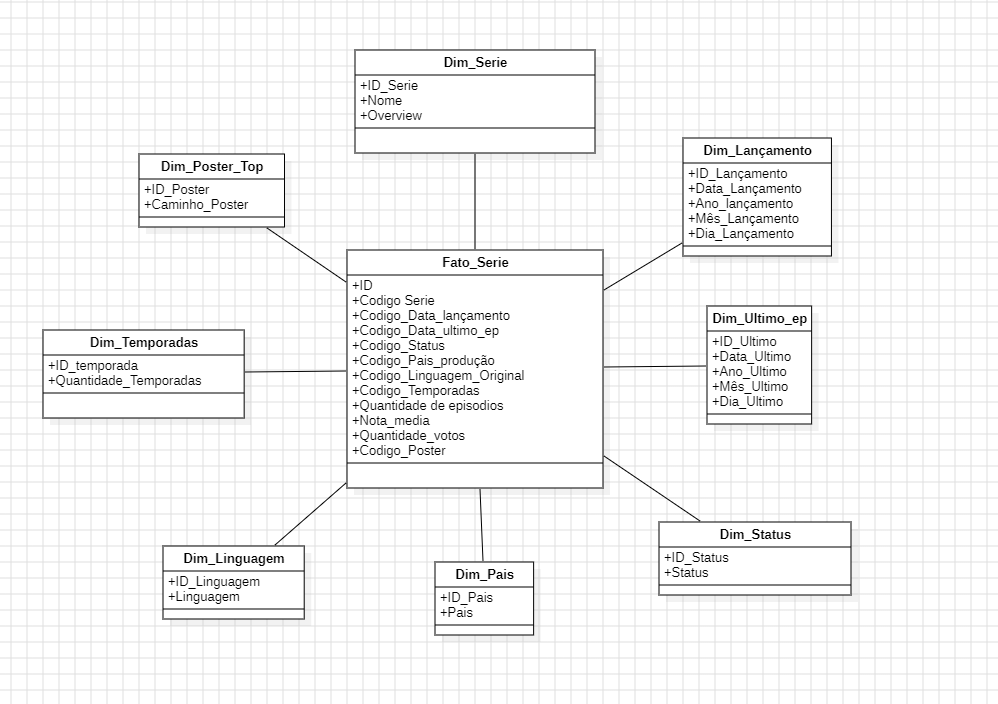 Dim_Serie
+ID_Serie
+Nome
+Overview
Dim_Poster_Top
+ID_Poster
+Caminho_Poster
Dim_Lançamento
+ID_Lançamento
+Data_Lançamento
+Ano_lançamento
+Mês_Lançamento
+Dia_Lançamento
Fato_Serie
+ID
+Codigo Serie
+Codigo_Data_lançamento
+Codigo_Data_ultimo_ep
+Codigo_Status
+Codigo_Pais_produção
+Codigo_Linguagem_Original
+Codigo_Temporadas
+Quantidade de episodios
+Nota_media
+Quantidade_votos
+Codigo_Poster
Dim_Temporadas
+ID_temporada
+Quantidade_Temporadas
Dim_Ultimo_ep
+ID_Ultimo
+Data_Ultimo
+Ano_Ultimo
+Mês_Ultimo
+Dia_Ultimo
Dim_Linguagem
+ID_Linguagem
+Linguagem
Dim_Pais
+ID_Pais
+Pais
Dim_Status
+ID_Status
+Status